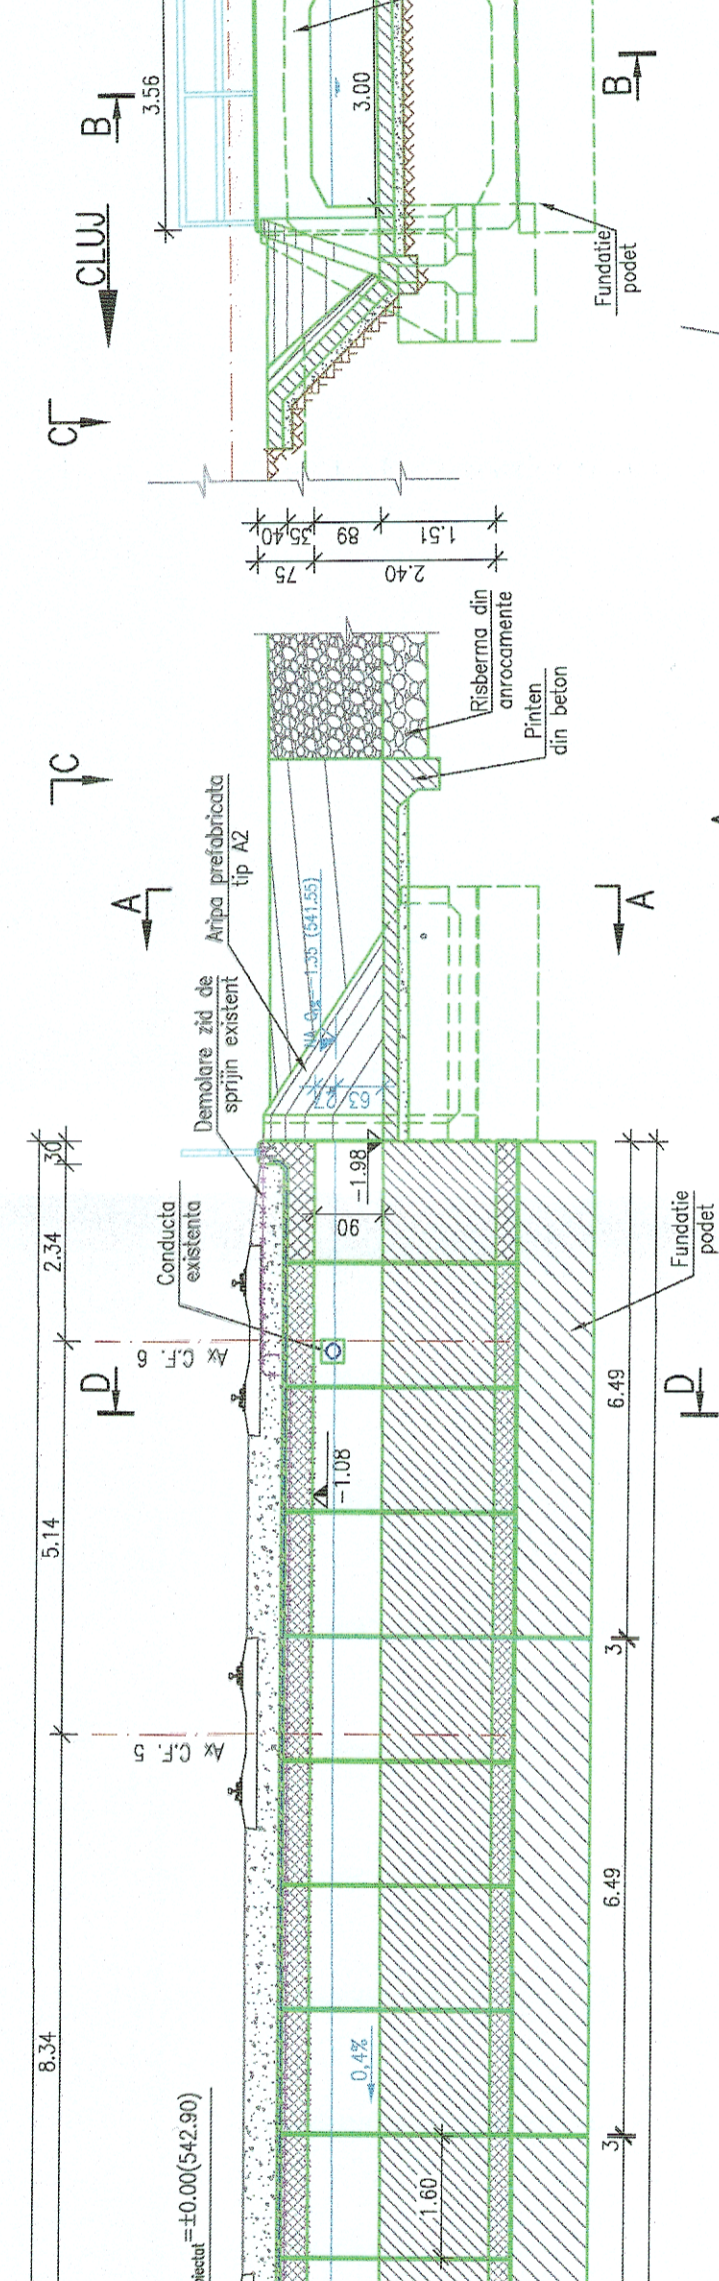 3.56
3.00
B
B
CLUJ
C
Fundatie
podet
40
35
89
1.51
75
2.40
Risberma din
anrocamente
Pinten
din beton
C
Aripa prefabricata
tip A2
A
A
Demolare zid de
sprijin existent
-1.35 (541.55)
27
63
30
2.34
-1.98
90
Conducta
existenta
Fundatie
podet
Ax C.F. 6
D
D
6.49
-1.08
5.14
3
Ax C.F. 5
6.49
8.34
0,4%
3
1.60
=±0.00(542.90)